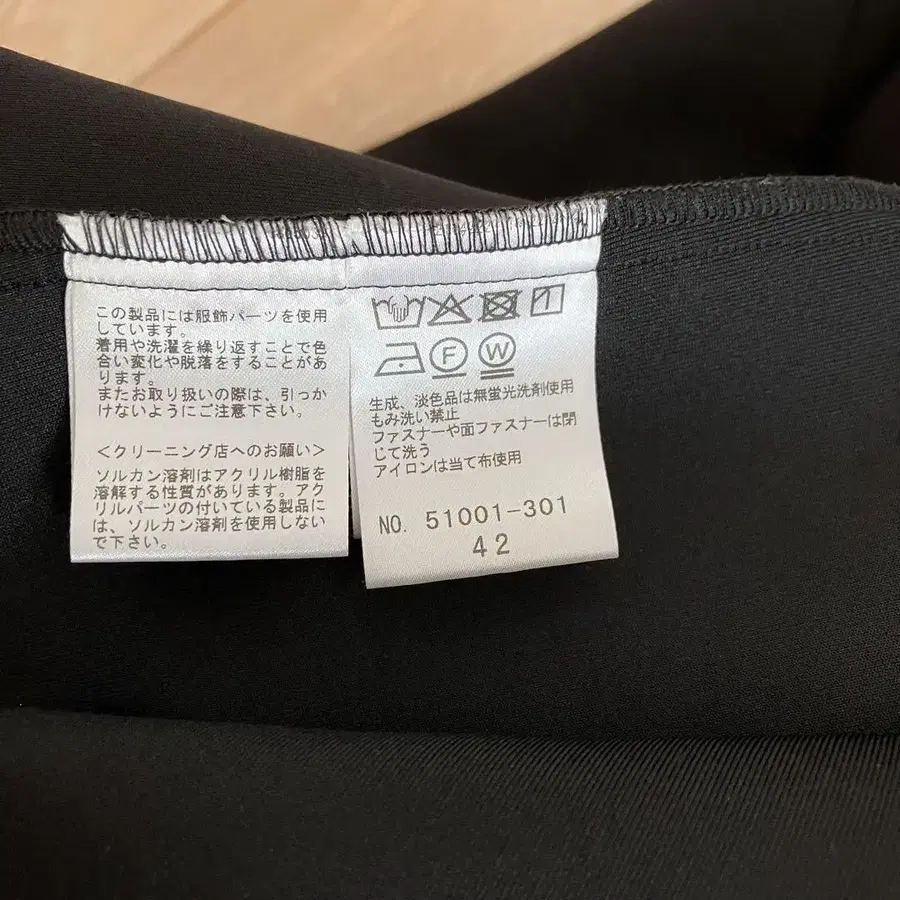 この製品には服飾パーツを使用
しています。
着用や洗濯を繰り返すことで色
合い変化や脱落をすることがあ
ります。
またお取り扱いの際は、引っか
けないようにご注意下さい。
＜クリーニング店へのお願い＞
ソルカン溶剤はアクリル樹脂を
溶解する性質があります。アク
リルパーツの付いている製品に
は、ソルカン溶剤を使用しない
で下さい。
F W
生成、淡色品は無蛍光洗剤使用
もみ洗い禁止
ファスナーや面ファスナーは閉
じて洗う
アイロンは当て布使用
NO. 51001-301
42